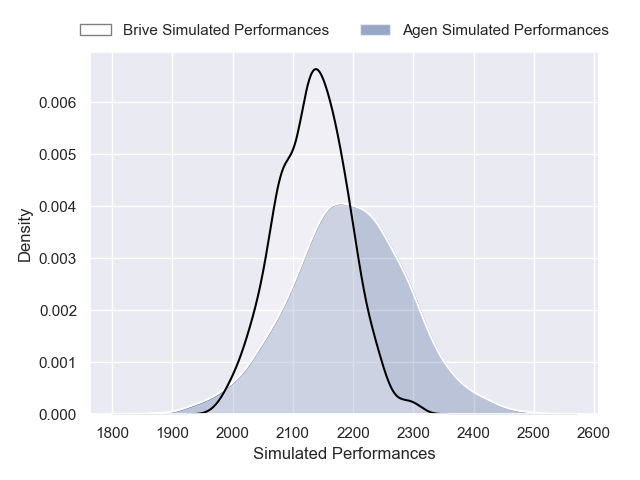 Brive Simulated Performances Agen Simulated Performances
0.006
0.005
0.004
0.003
0.002
0.001
0.000
Density
1800 1900 2000 2100 2200 2300 2400 2500 2600
Simulated Performances